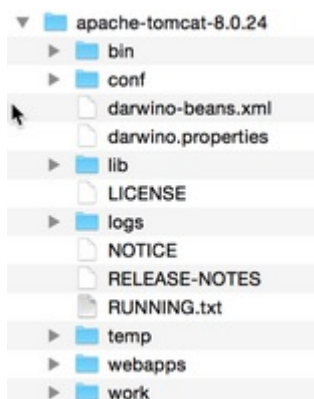 apache-tomcat-8.0.24
bin
conf
darwino-beans.xml
darwino.properties
lib
LICENSE
logs
NOTICE
RELEASE-NOTES
RUNNING.txt
temp
webapps
work